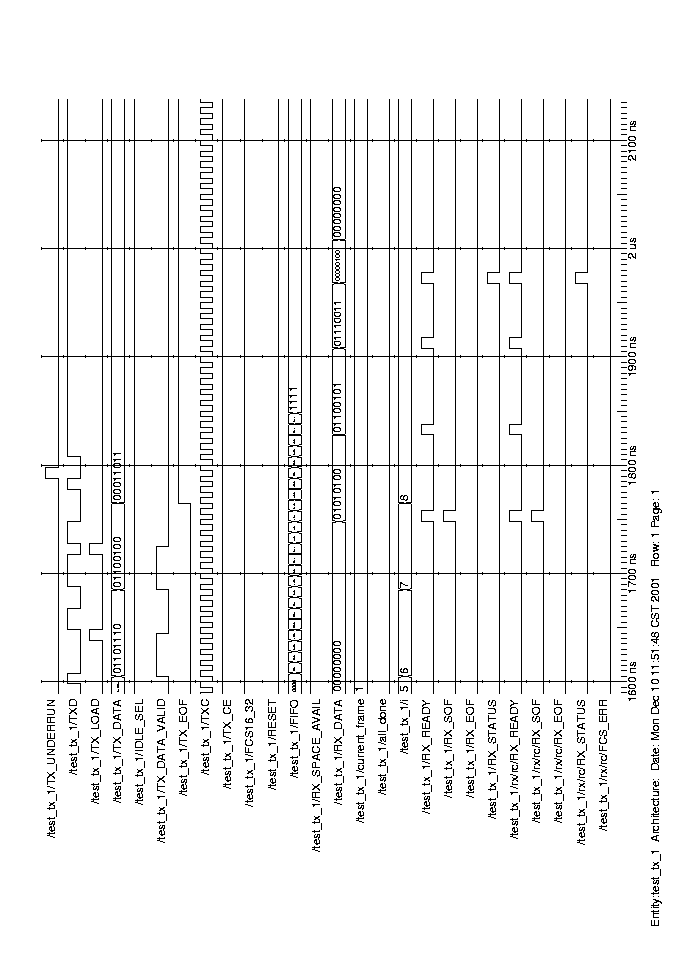 /test_tx_1/TX_UNDERRUN
/test_tx_1/TXD
/test_tx_1/TX_LOAD
/test_tx_1/TX_DATA 01101110 01100100 00011011
/test_tx_1/IDLE_SEL
/test_tx_1/TX_DATA_VALID
/test_tx_1/TX_EOF
/test_tx_1/TXC
/test_tx_1/TX_CE
/test_tx_1/FCS16_32
/test_tx_1/RESET
/test_tx_1/FIFO 1111
/test_tx_1/RX_SPACE_AVAIL
/test_tx_1/RX_DATA 00000000 01010100 01100101 01110011 00000100 00000000
/test_tx_1/current_frame 1
/test_tx_1/all_done
/test_tx_1/i 5 6 7 8
/test_tx_1/RX_READY
/test_tx_1/RX_SOF
/test_tx_1/RX_EOF
/test_tx_1/RX_STATUS
/test_tx_1/rx/rc/RX_READY
/test_tx_1/rx/rc/RX_SOF
/test_tx_1/rx/rc/RX_EOF
/test_tx_1/rx/rc/RX_STATUS
/test_tx_1/rx/rc/FCS_ERR
1600 ns 1700 ns 1800 ns 1900 ns 2 us 2100 ns
Entity:test_tx_1 Architecture: Date: Mon Dec 10 11:51:48 CST 2001 Row: 1 Page: 1